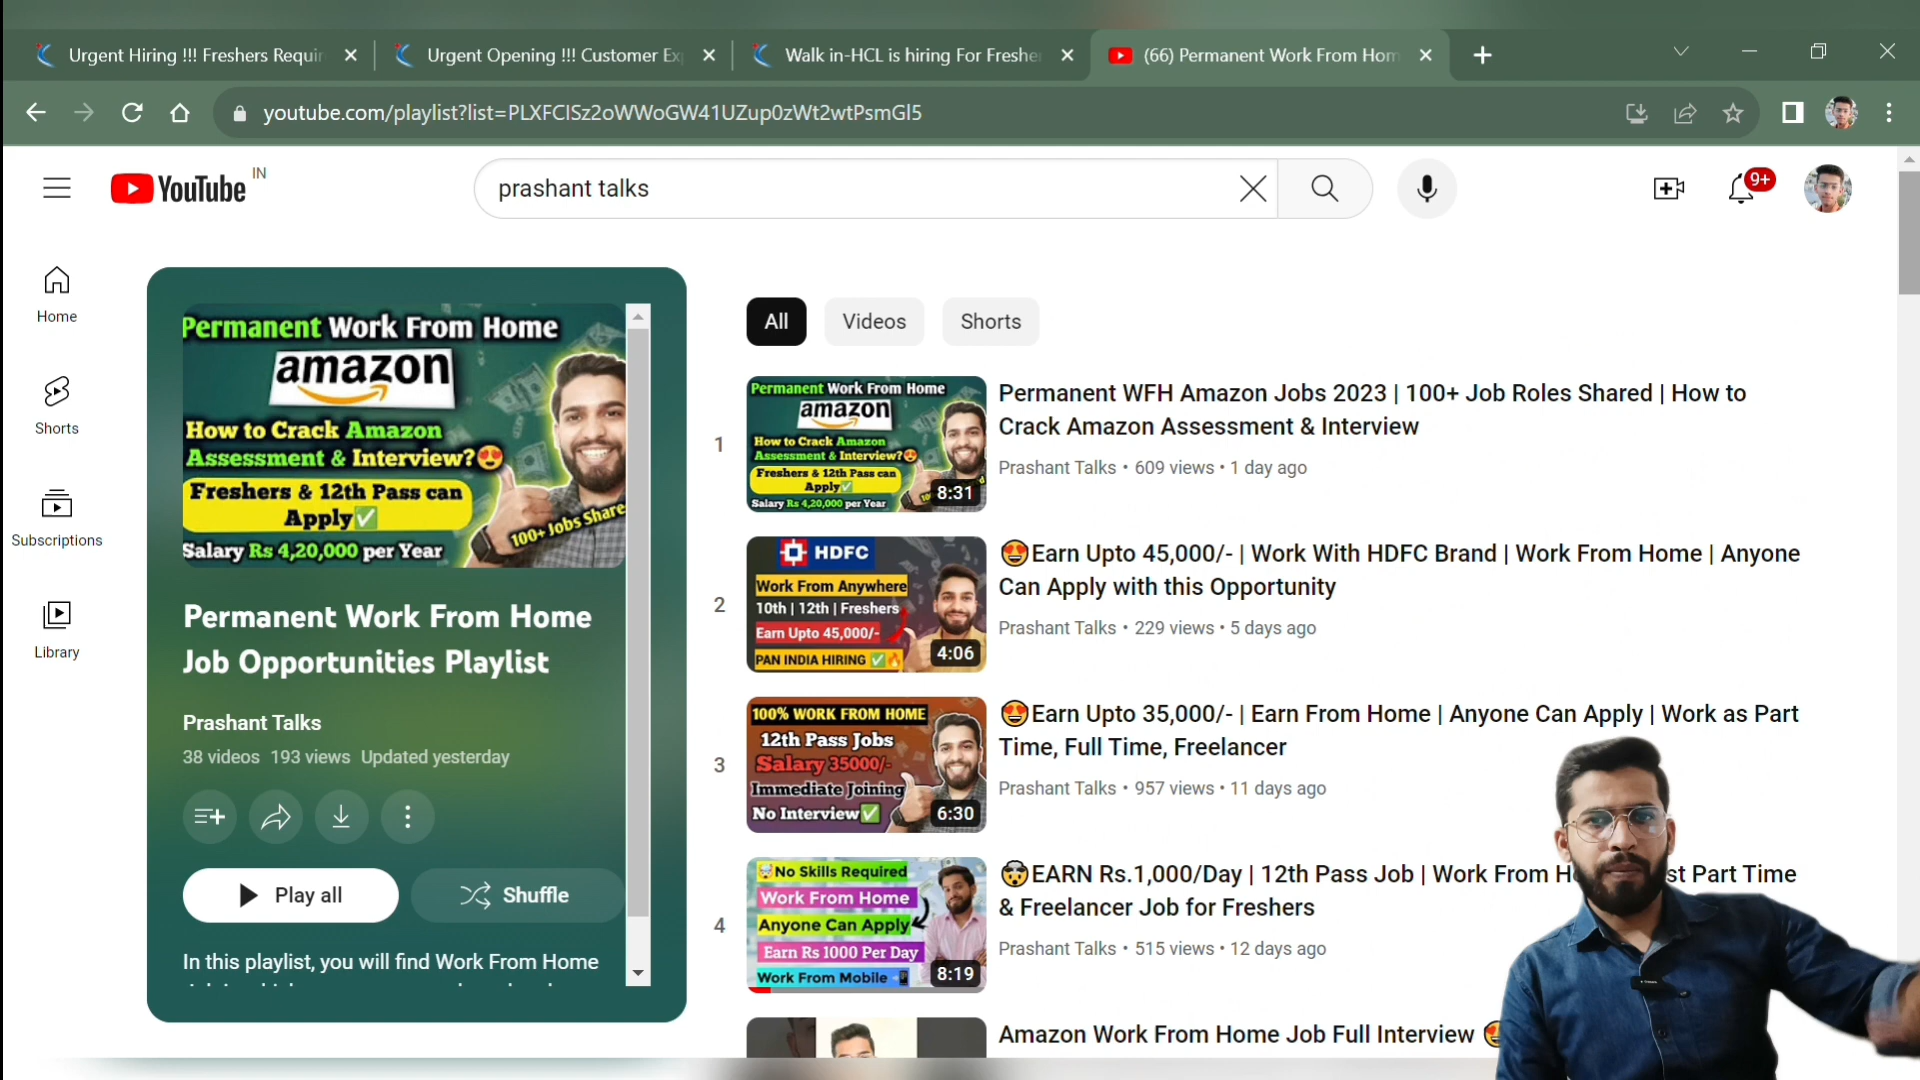 Urgent Hiring !!! Freshers Requir
Urgent Opening !!! Customer Ex
Walk in-HCL is hiring For Freshe
(66) Permanent Work From Hom
youtube.com/playlist?list=PLXFCISz2oWWoGW41UZup0zWt2wtPsmGl5
YouTube IN
prashant talks
9+
Home
Shorts
Subscriptions
Library
Permanent Work From Home
amazon
How to Crack Amazon
Assessment & Interview?😍
Freshers & 12th Pass can
Apply✅
100+ Jobs Share
Salary Rs 4,20,000 per Year
Permanent Work From Home
Job Opportunities Playlist
Prashant Talks
38 videos 193 views Updated yesterday
Play all
Shuffle
In this playlist, you will find Work From Home
All
Videos
Shorts
1
Permanent Work From Home
amazon
How to Crack Amazon
Assessment & Interview?😍
Freshers & 12th Pass can
Apply✅
Salary Rs 4,20,000 per Year
8:31
Permanent WFH Amazon Jobs 2023 | 100+ Job Roles Shared | How to
Crack Amazon Assessment & Interview
Prashant Talks • 609 views • 1 day ago
2
HDFC
Work From Anywhere
10th | 12th | Freshers
Earn Upto 45,000/-
PAN INDIA HIRING ✅🔥
4:06
😍Earn Upto 45,000/- | Work With HDFC Brand | Work From Home | Anyone
Can Apply with this Opportunity
Prashant Talks • 229 views • 5 days ago
3
100% WORK FROM HOME
12th Pass Jobs
Salary 35000/-
Immediate Joining
No Interview✅
6:30
😍Earn Upto 35,000/- | Earn From Home | Anyone Can Apply | Work as Part
Time, Full Time, Freelancer
Prashant Talks • 957 views • 11 days ago
4
🤯No Skills Required
Work From Home
Anyone Can Apply
Earn Rs 1000 Per Day
Work From Mobile 📲
8:19
🤯EARN Rs.1,000/Day | 12th Pass Job | Work From H st Part Time
& Freelancer Job for Freshers
Prashant Talks • 515 views • 12 days ago
Amazon Work From Home Job Full Interview 😍